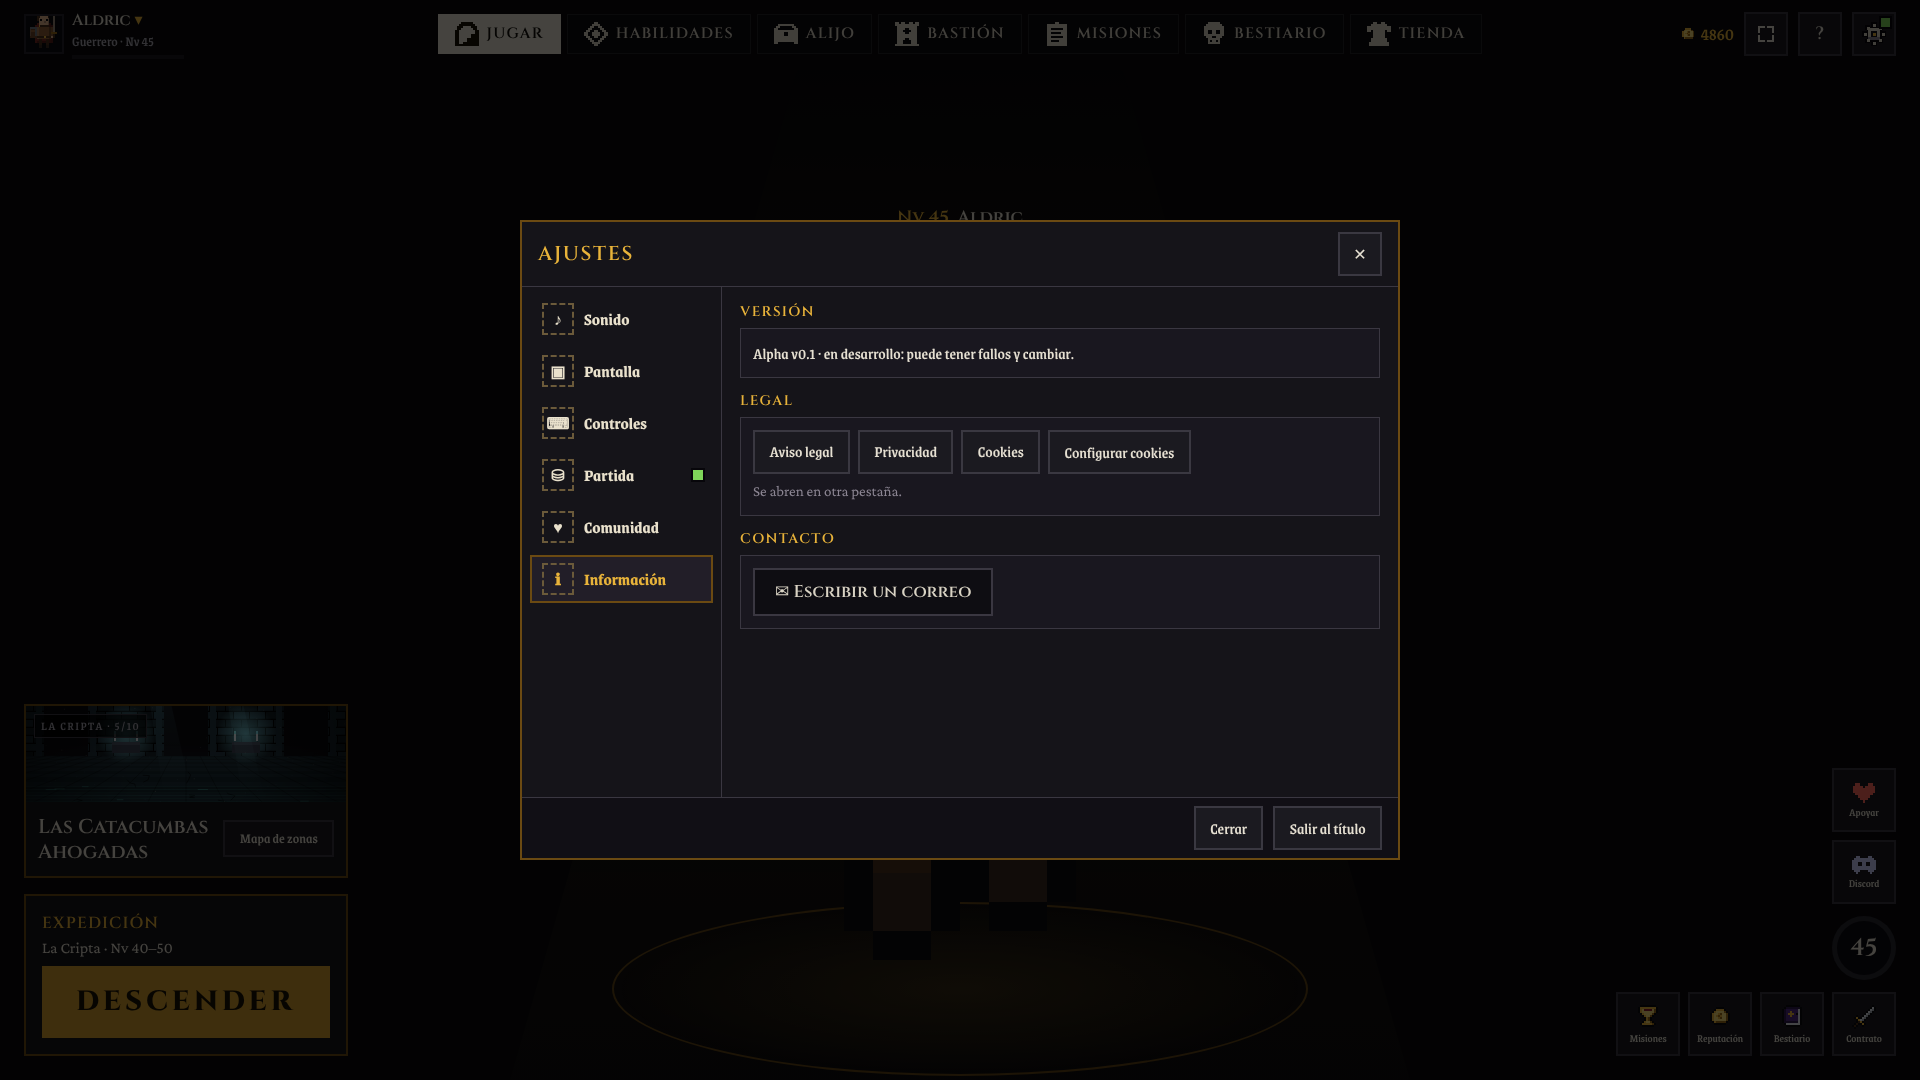 Aldric ▾
Guerrero · Nv 45
JUGAR
HABILIDADES
ALIJO
BASTIÓN
MISIONES
BESTIARIO
TIENDA
4860
?
Nv 45 Aldric
AJUSTES
×
♪ Sonido
Pantalla
Controles
Partida
♥ Comunidad
i Información
VERSIÓN
Alpha v0.1 · en desarrollo: puede tener fallos y cambiar.
LEGAL
Aviso legal
Privacidad
Cookies
Configurar cookies
Se abren en otra pestaña.
CONTACTO
✉ Escribir un correo
Cerrar
Salir al título
LA CRIPTA · 5/10
Las Catacumbas
Ahogadas
Mapa de zonas
EXPEDICIÓN
La Cripta · Nv 40–50
DESCENDER
Apoyar
Discord
45
Misiones
Reputación
Bestiario
Contrato